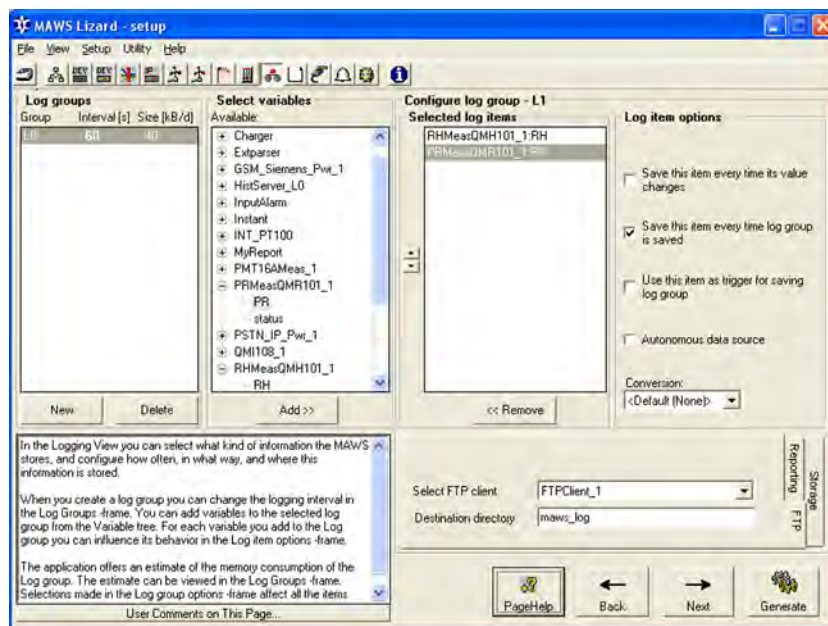 MAWS Lizard - setup
File View Setup Utility Help
Log groups
Group Interval [s] Size [kB/d]
60 40
New
Delete
Select variables
Available:
Charger
Extparser
GSM_Siemens_Pwr_1
HistServer_L0
InputAlarm
Instant
INT_PT100
MyReport
PMT16AMeas_1
PRMeasQMR101_1
PR
status
PSTN_IP_Pwr_1
QMI108_1
RHMeasQMH101_1
RH
Add >>
Configure log group - L1
Selected log items
RHMeasQMH101_1:RH
<< Remove
Log item options
Save this item every time its value
changes
Save this item every time log group
is saved
Use this item as trigger for saving
log group
Autonomous data source
Conversion:
<Default (None)>
In the Logging View you can select what kind of information the MAWS
stores, and configure how often, in what way, and where this
information is stored.
When you create a log group you can change the logging interval in
the Log Groups -frame. You can add variables to the selected log
group from the Variable tree. For each variable you add to the Log
group you can influence its behavior in the Log item options -frame.
The application offers an estimate of the memory consumption of the
Log group. The estimate can be viewed in the Log Groups -frame.
Selections made in the Log group options -frame affect all the items
User Comments on This Page...
Select FTP client
FTPClient_1
Destination directory
maws_log
Reporting
FTP
Storage
PageHelp
Back
Next
Generate